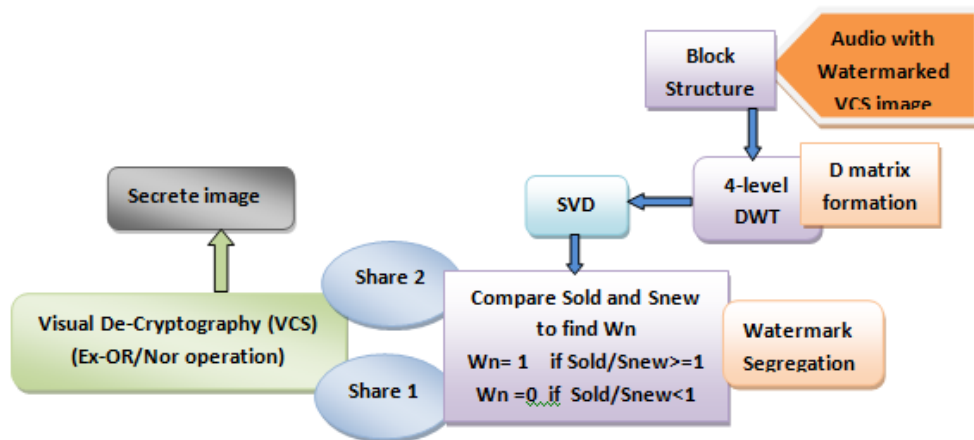 Audio with
Watermarked
VCS image
Block
Structure
4-level
DWT
D matrix
formation
SVD
Secrete image
Share 2
Compare Sold and Snew
to find Wn
Wn= 1 if Sold/Snew>=1
Wn =0 if Sold/Snew<1
Watermark
Segregation
Visual De-Cryptography (VCS)
(Ex-OR/Nor operation)
Share 1